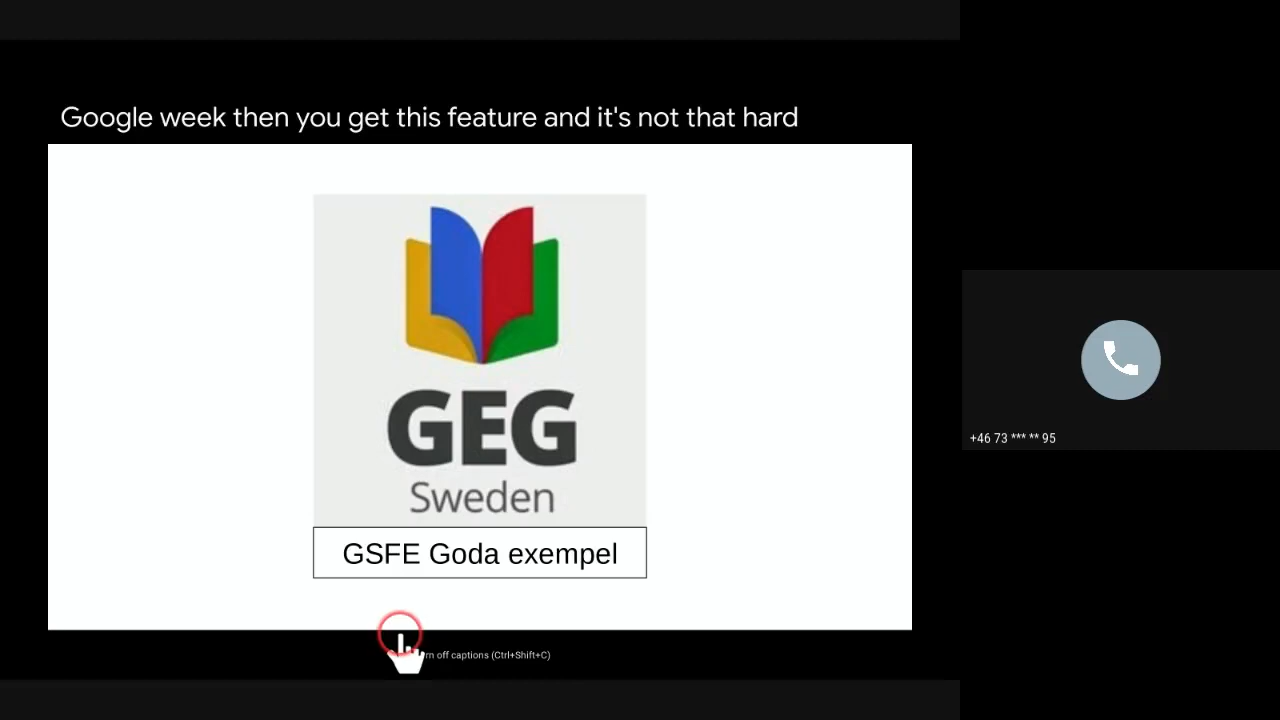 Google week then you get this feature and it's not that hard
GEG
Sweden
GSFE Goda exempel
+46 73 *** ** 95
rn off captions (Ctrl+Shift+C)